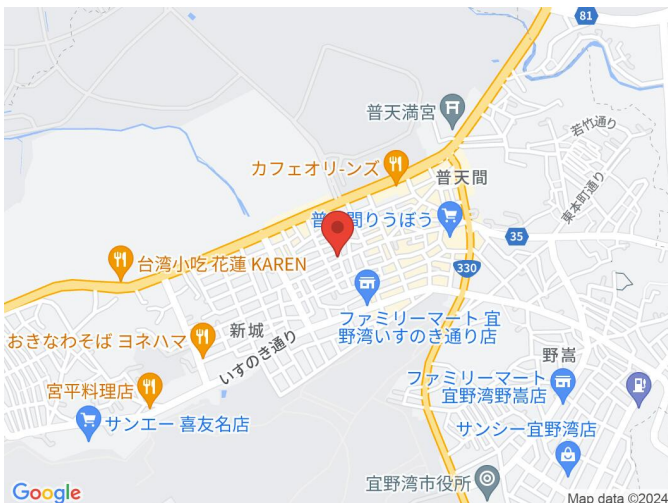 81
普天満宮
若竹通り
カフェオリ-ンズ
普天間
東本町通り
普
間りうぼう
35
台湾小吃 花蓮 KAREN
330
ファミリーマート 宜
野湾いすのき通り店
新城
おきなわそば ヨネハマ
いすのき通り
野嵩
宮平料理店
ファミリーマート
宜野湾野嵩店
サンエー 喜友名店
サンシー宜野湾店
宜野湾市役所
Google
Map data ©2024